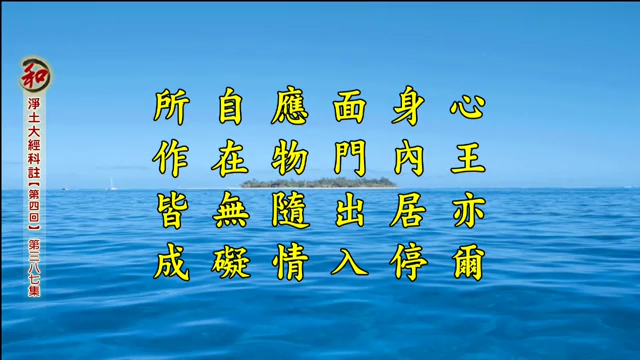 心王亦爾
身內居停
面門出入
應物隨情
自在無礙
所作皆成
和
淨土大經科註【第四回】第三八七集